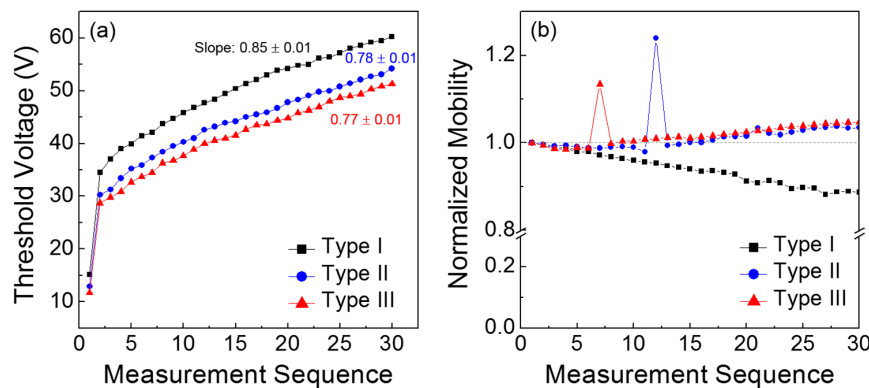 (a)
Slope: 0.85 ± 0.01
0.78 ± 0.01
0.77 ± 0.01
Type I
Type II
Type III
60
50
40
30
20
10
0 5 10 15 20 25 30
Threshold Voltage (V)
Measurement Sequence
(b)
Type I
Type II
Type III
1.2
1.0
0.8
0.2
0.0
0 5 10 15 20 25 30
Normalized Mobility
Measurement Sequence